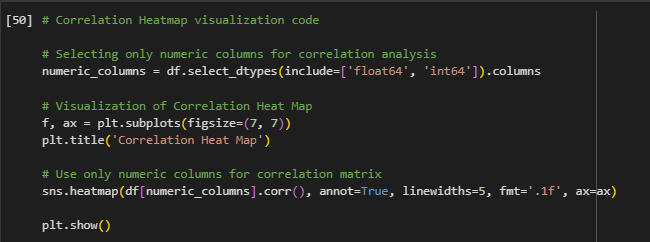 [50] # Correlation Heatmap visualization code
# Selecting only numeric columns for correlation analysis
numeric_columns = df.select_dtypes(include=['float64', 'int64']).columns
# Visualization of Correlation Heat Map
f, ax = plt.subplots(figsize=(7, 7))
plt.title('Correlation Heat Map')
# Use only numeric columns for correlation matrix
sns.heatmap(df[numeric_columns].corr(), annot=True, linewidths=5, fmt='.1f', ax=ax)
plt.show()